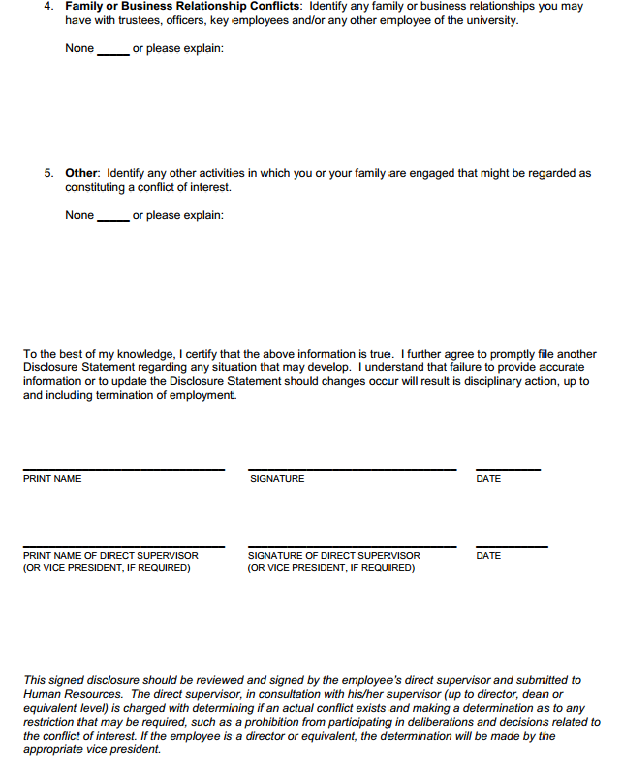 4. Family or Business Relationship Conflicts: Identify any family or business relationships you may
have with trustees, officers, key employees and/or any other employee of the university.
None _____ or please explain:
5. Other: Identify any other activities in which you or your family are engaged that might be regarded as
constituting a conflict of interest.
None _____ or please explain:
To the best of my knowledge, I certify that the above information is true. I further agree to promptly file another
Disclosure Statement regarding any situation that may develop. I understand that failure to provide accurate
information or to update the Disclosure Statement should changes occur will result is disciplinary action, up to
and including termination of employment.
PRINT NAME SIGNATURE DATE
PRINT NAME OF DIRECT SUPERVISOR SIGNATURE OF DIRECT SUPERVISOR DATE
(OR VICE PRESIDENT, IF REQUIRED) (OR VICE PRESIDENT, IF REQUIRED)
This signed disclosure should be reviewed and signed by the employee's direct supervisor and submitted to
Human Resources. The direct supervisor, in consultation with his/her supervisor (up to director, dean or
equivalent level) is charged with determining if an actual conflict exists and making a determination as to any
restriction that may be required, such as a prohibition from participating in deliberations and decisions related to
the conflict of interest. If the employee is a director or equivalent, the determination will be made by the
appropriate vice president.